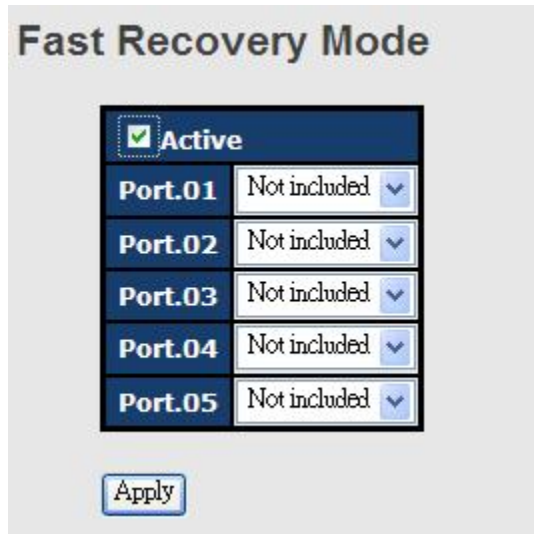 Fast Recovery Mode
Active
Port.01 Not included
Port.02 Not included
Port.03 Not included
Port.04 Not included
Port.05 Not included
Apply